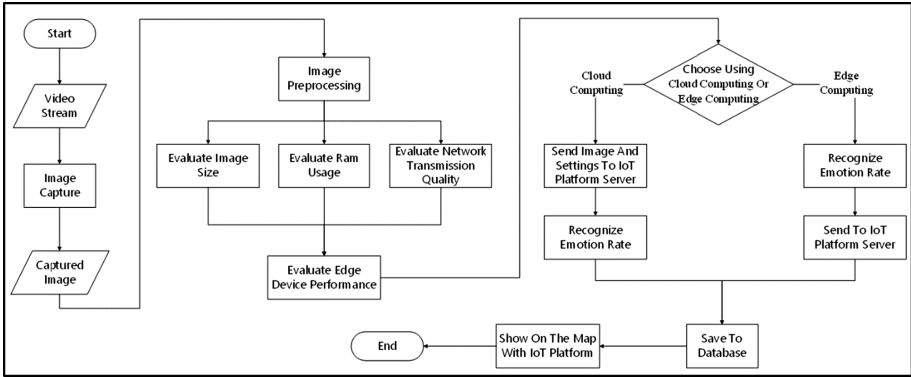 Start
Video
Stream
Image
Capture
Captured
Image
Image
Preprocessing
Evaluate Image
Size
Evaluate Ram
Usage
Evaluate Network
Transmission
Quality
Evaluate Edge
Device Performance
Choose Using
Cloud Computing Or
Edge Computing
Cloud
Computing
Edge
Computing
Send Image And
Settings To IoT
Platform Server
Recognize
Emotion Rate
Recognize
Emotion Rate
Send To IoT
Platform Server
Save To
Database
Show On The Map
With IoT Platform
End